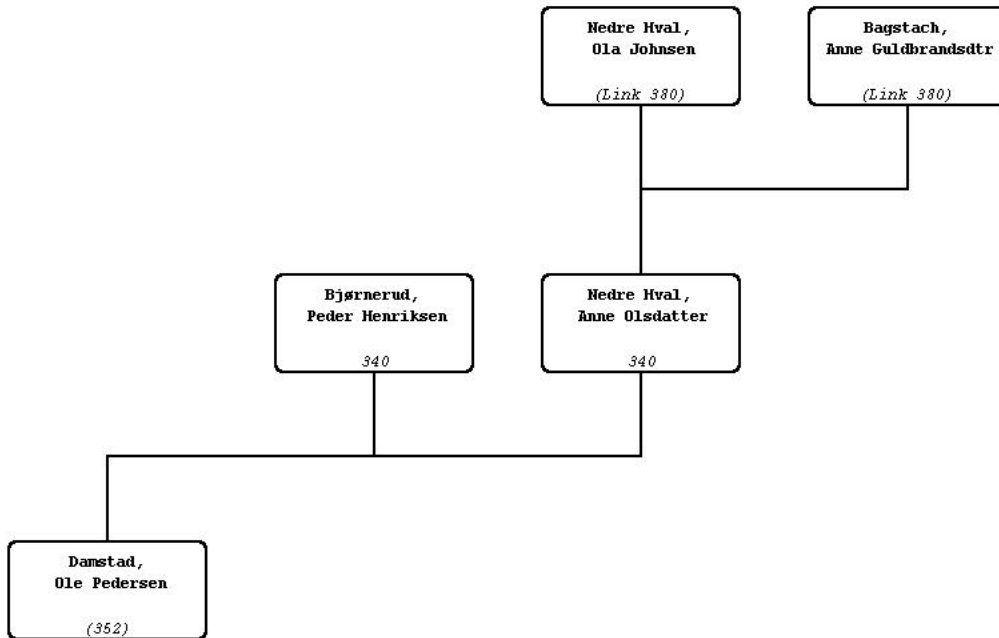 Nedre Hval,
Ola Johnsen
(Link 380)
Bagstach,
Anne Guldbrandsdtr
(Link 380)
Bjørnerud,
Peder Henriksen
340
Nedre Hval,
Anne Olsdatter
340
Damstad,
Ole Pedersen
(352)